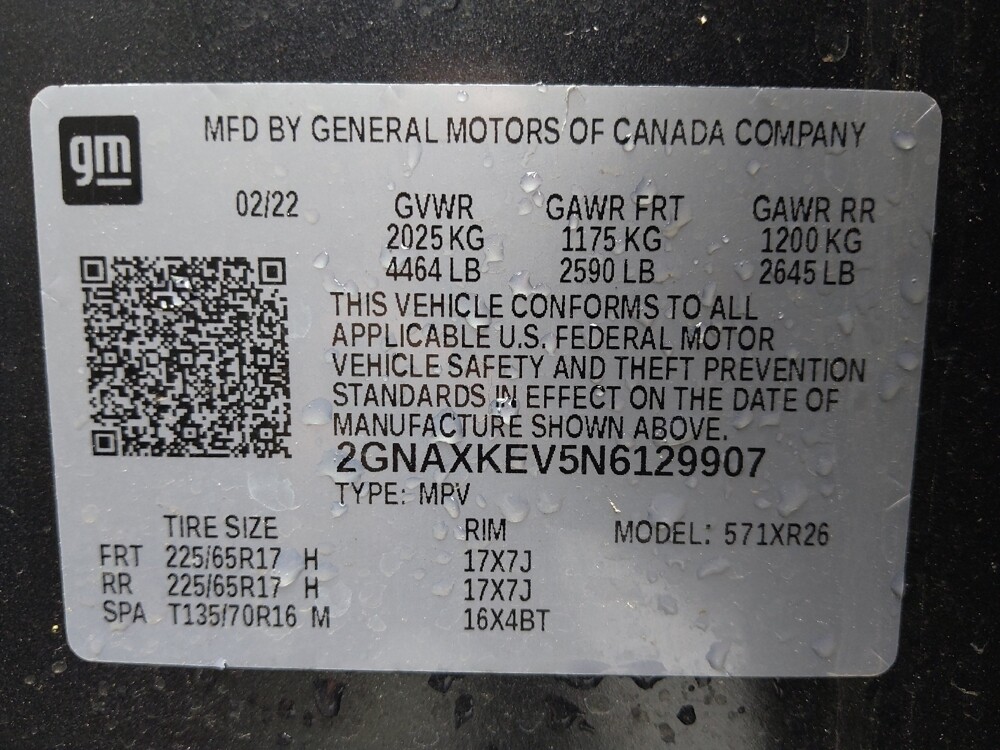 gm
MFD BY GENERAL MOTORS OF CANADA COMPANY
02/22 GVWR GAWR FRT GAWR RR
2025 KG 1175 KG 1200 KG
4464 LB 2590 LB 2645 LB
THIS VEHICLE CONFORMS TO ALL
APPLICABLE U.S. FEDERAL MOTOR
VEHICLE SAFETY AND THEFT PREVENTION
STANDARDS IN EFFECT ON THE DATE OF
MANUFACTURE SHOWN ABOVE.
2GNAXKEV5N6129907
TYPE: MPV
TIRE SIZE RIM MODEL: 571XR26
FRT 225/65R17 H 17X7J
RR 225/65R17 H 17X7J
SPA T135/70R16 M 16X4BT